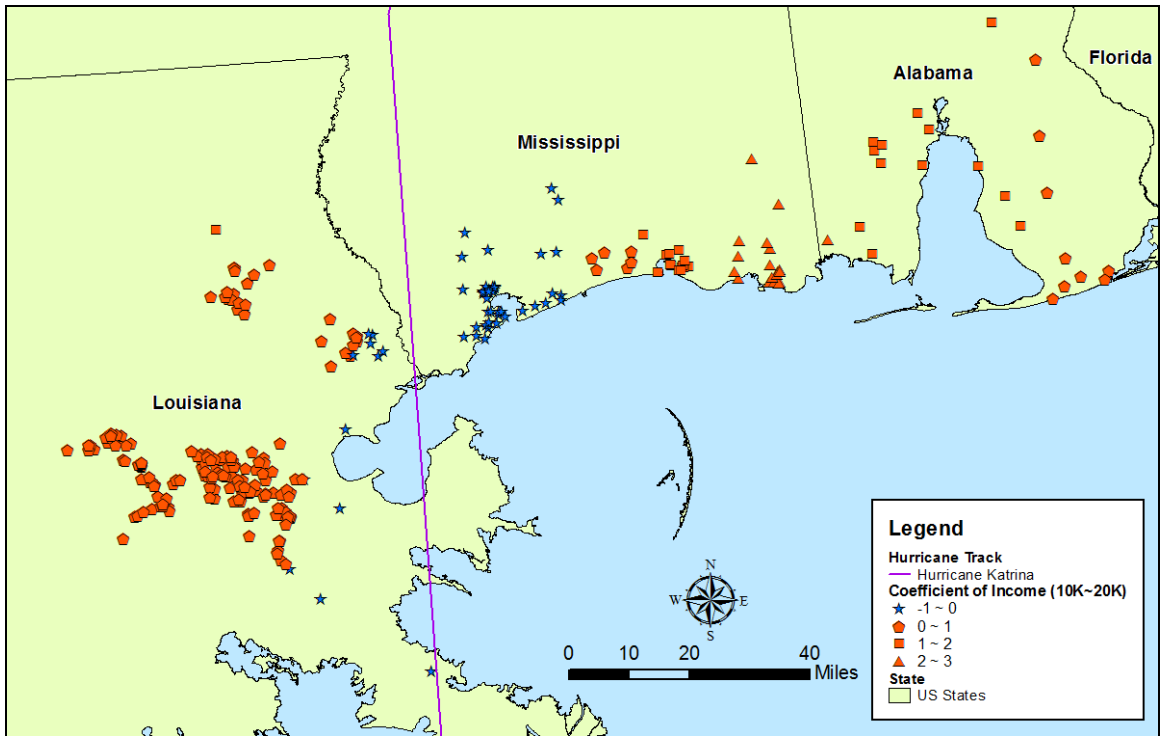 Florida
Alabama
Mississippi
Louisiana
Legend
Hurricane Track
Hurricane Katrina
Coefficient of Income (10K~20K)
-1 ~ 0
0 ~ 1
1 ~ 2
2 ~ 3
State
US States
N
W E
S
0 10 20 40
Miles